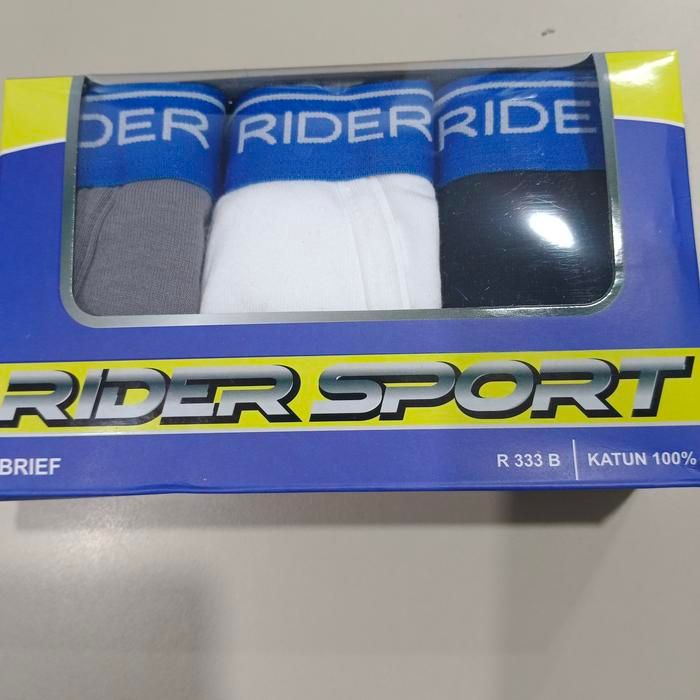 DER RIDER RIDE
RIDER SPORT
BRIEF R 333 B KATUN 100%